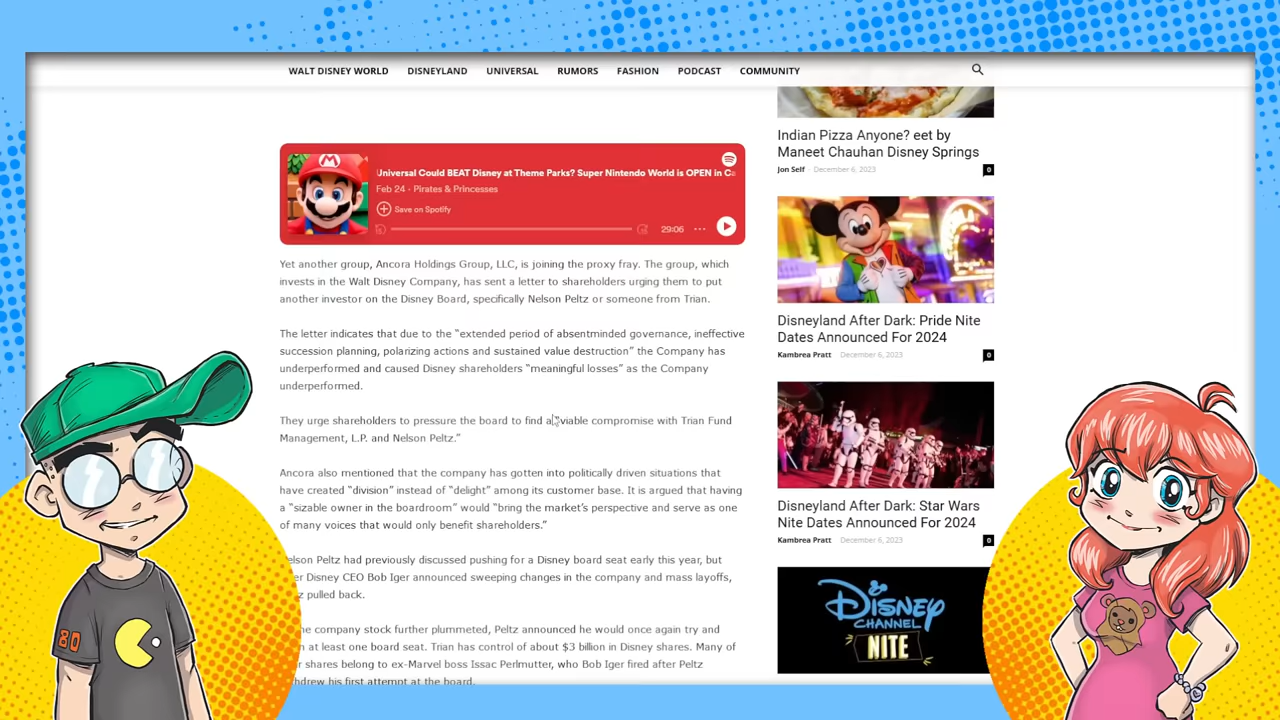 WALT DISNEY WORLD DISNEYLAND UNIVERSAL RUMORS FASHION PODCAST COMMUNITY
Universal Could BEAT Disney at Theme Parks? Super Nintendo World is OPEN in
Feb 24 · Pirates & Princesses
Save on Spotify
29:06
Yet another group, Ancora Holdings Group, LLC, is joining the proxy fray. The group, which
invests in the Walt Disney Company, has sent a letter to shareholders urging them to put
another investor on the Disney Board, specifically Nelson Peltz or someone from Trian.
The letter indicates that due to the “extended period of absentminded governance, ineffective
succession planning, polarizing actions and sustained value destruction” the Company has
underperformed and caused Disney shareholders “meaningful losses” as the Company
underperformed.
They urge shareholders to pressure the board to find a viable compromise with Trian Fund
Management, L.P. and Nelson Peltz.”
Ancora also mentioned that the company has gotten into politically driven situations that
have created “division” instead of “delight” among its customer base. It is argued that having
a “sizable owner in the boardroom” would “bring the market’s perspective and serve as one
of many voices that would only benefit shareholders.”
Nelson Peltz had previously discussed pushing for a Disney board seat early this year, but
Disney CEO Bob Iger announced sweeping changes in the company and mass layoffs,
pulled back.
the company stock further plummeted, Peltz announced he would once again try and
at least one board seat. Trian has control of about $3 billion in Disney shares. Many of
shares belong to ex-Marvel boss Issac Perlmutter, who Bob Iger fired after Peltz
his first attempt at the board.
Indian Pizza Anyone? eet by
Maneet Chauhan Disney Springs
Jon Self - December 6, 2023 0
Disneyland After Dark: Pride Nite
Dates Announced For 2024
Kambrea Pratt - December 6, 2023 0
Disneyland After Dark: Star Wars
Nite Dates Announced For 2024
Kambrea Pratt - December 6, 2023 0
Disney
CHANNEL
NITE
M
80